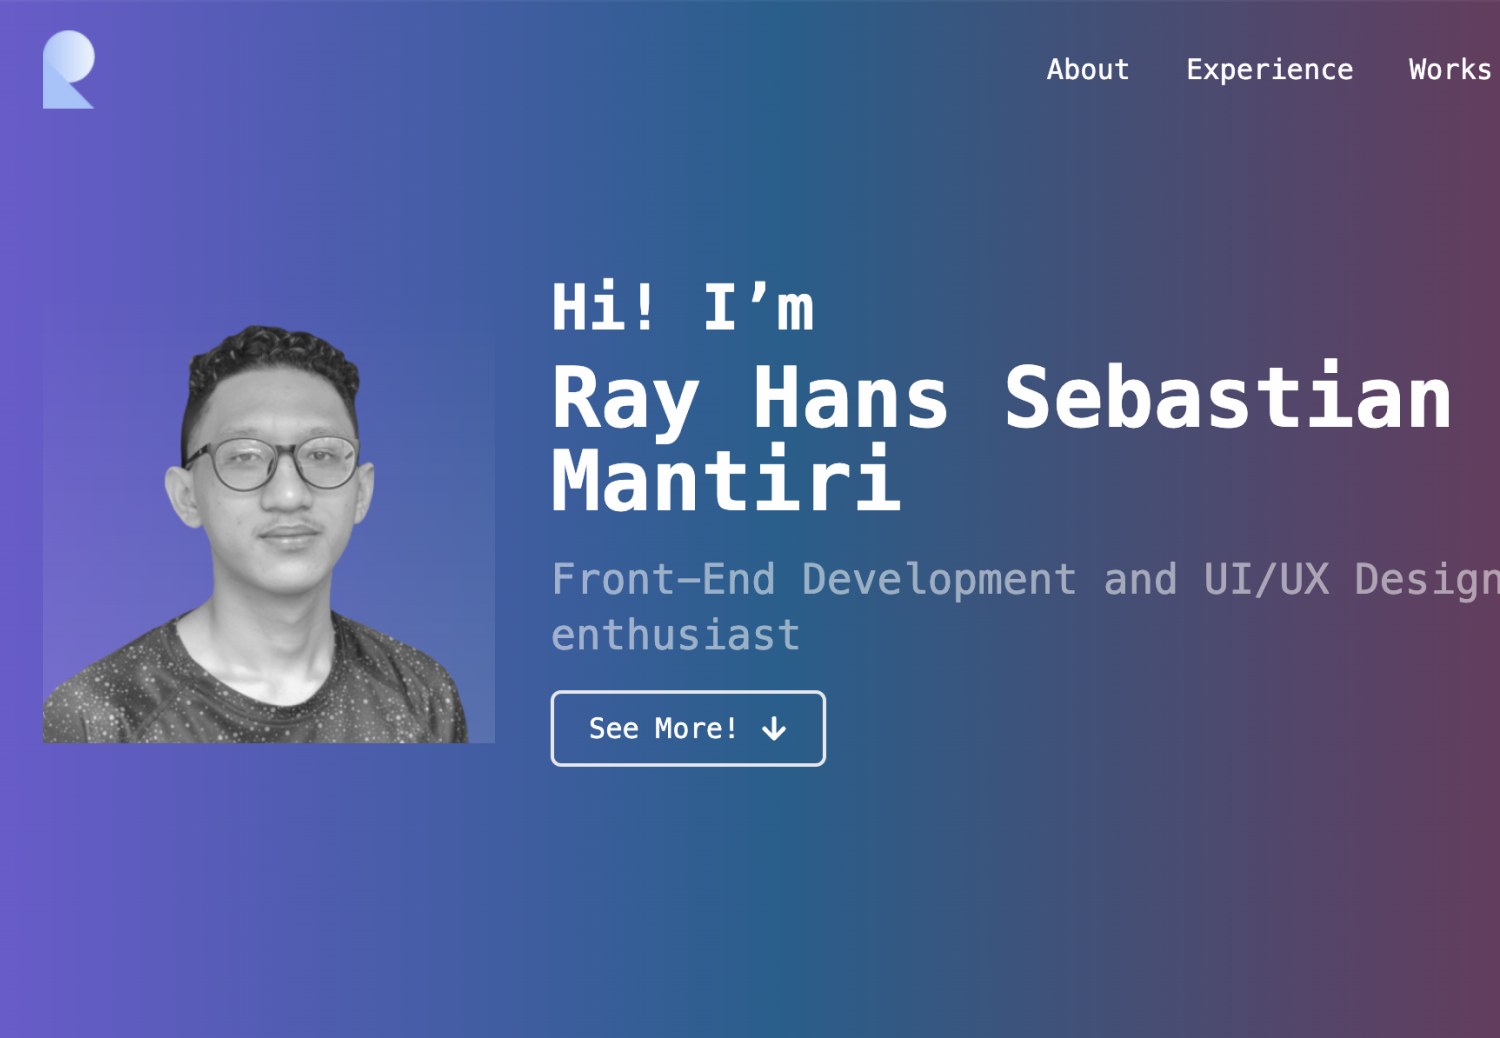 R
About Experience Works
Hi! I’m
Ray Hans Sebastian
Mantiri
Front–End Development and UI/UX Design
enthusiast
See More!